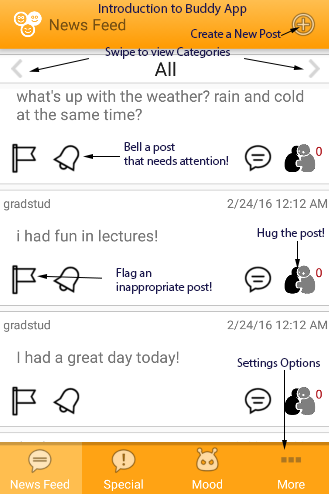 Introduction to Buddy App
News Feed
Create a New Post
Swipe to view Categories
All
what's up with the weather? rain and cold
at the same time?
Bell a post
that needs attention!
0
gradstud
2/24/16 12:12 AM
i had fun in lectures!
Hug the post!
Flag an
inappropriate post!
0
gradstud
2/24/16 12:12 AM
I had a great day today!
Settings Options
0
News Feed
Special
Mood
More